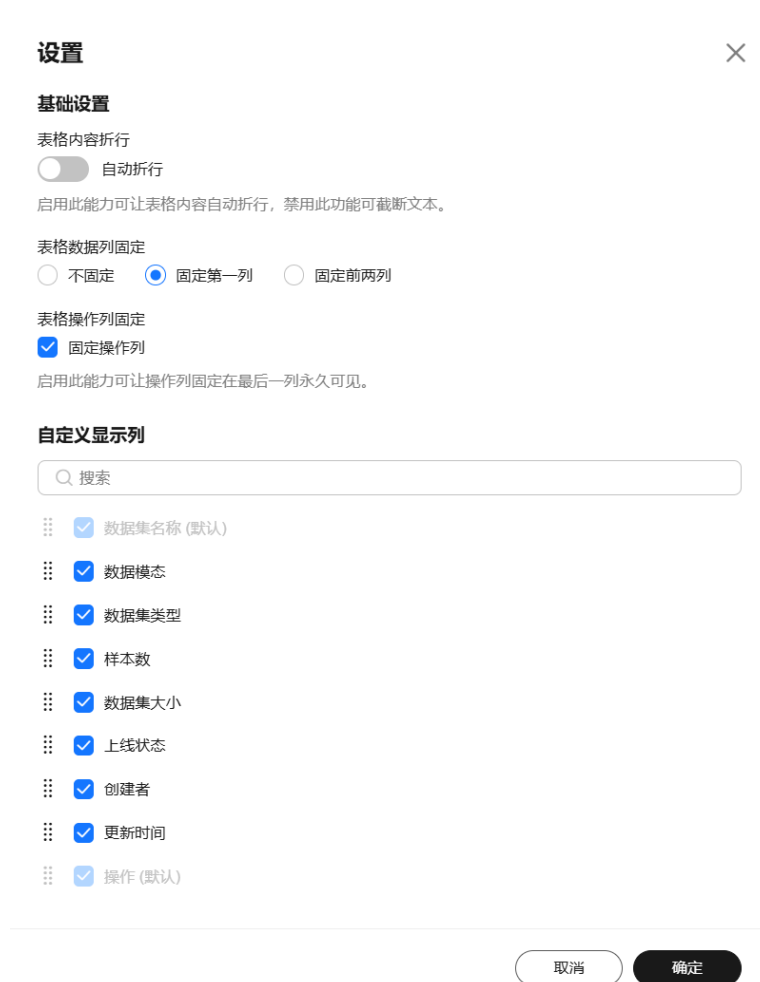 设置
基础设置
表格内容折行
自动折行
启用此能力可让表格内容自动折行，禁用此功能可截断文本。
表格数据列固定
不固定 固定第一列 固定前两列
表格操作列固定
固定操作列
启用此能力可让操作列固定在最后一列永久可见。
自定义显示列
搜索
数据集名称 (默认)
数据模态
数据集类型
样本数
数据集大小
上线状态
创建者
更新时间
操作 (默认)
取消 确定